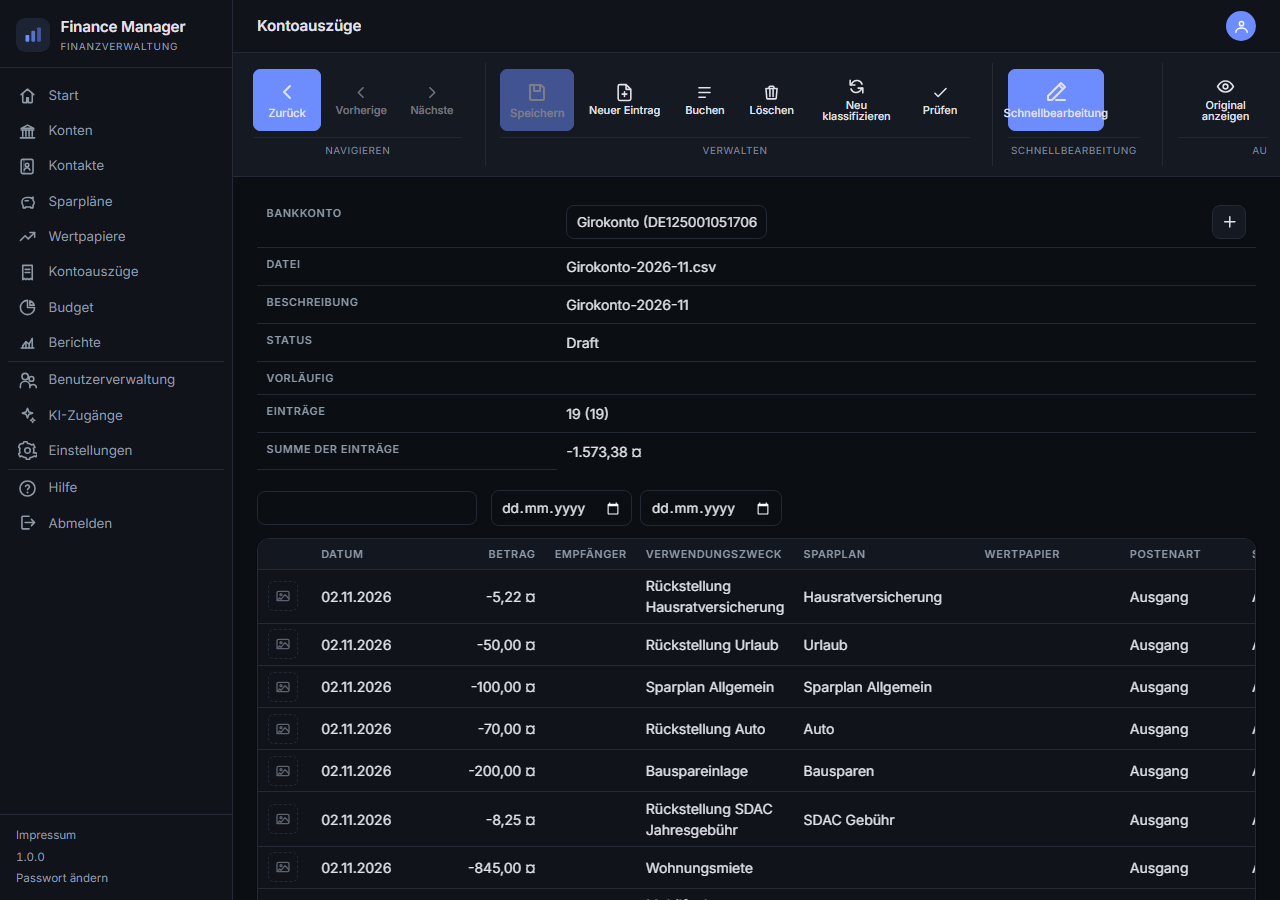 Finance Manager
FINANZVERWALTUNG
Start
Konten
Kontakte
Sparpläne
Wertpapiere
Kontoauszüge
Budget
Berichte
Benutzerverwaltung
KI-Zugänge
Einstellungen
Hilfe
Abmelden
Impressum
1.0.0
Passwort ändern
Kontoauszüge
Zurück
Vorherige
Nächste
NAVIGIEREN
Speichern
Neuer Eintrag
Buchen
Löschen
Neu
klassifizieren
Prüfen
VERWALTEN
Schnellbearbeitung
SCHNELLBEARBEITUNG
Original
anzeigen
AU
BANKKONTO
Girokonto (DE125001051706
DATEI
Girokonto-2026-11.csv
BESCHREIBUNG
Girokonto-2026-11
STATUS
Draft
VORLÄUFIG
EINTRÄGE
19 (19)
SUMME DER EINTRÄGE
-1.573,38 ¤
dd.mm.yyyy
dd.mm.yyyy
DATUM BETRAG EMPFÄNGER VERWENDUNGSZWECK SPARPLAN WERTPAPIER POSTENART
02.11.2026 -5,22 ¤ Rückstellung
Hausratversicherung Hausratversicherung Ausgang
02.11.2026 -50,00 ¤ Rückstellung Urlaub Urlaub Ausgang
02.11.2026 -100,00 ¤ Sparplan Allgemein Sparplan Allgemein Ausgang
02.11.2026 -70,00 ¤ Rückstellung Auto Auto Ausgang
02.11.2026 -200,00 ¤ Bauspareinlage Bausparen Ausgang
02.11.2026 -8,25 ¤ Rückstellung SDAC
Jahresgebühr SDAC Gebühr Ausgang
02.11.2026 -845,00 ¤ Wohnungsmiete Ausgang